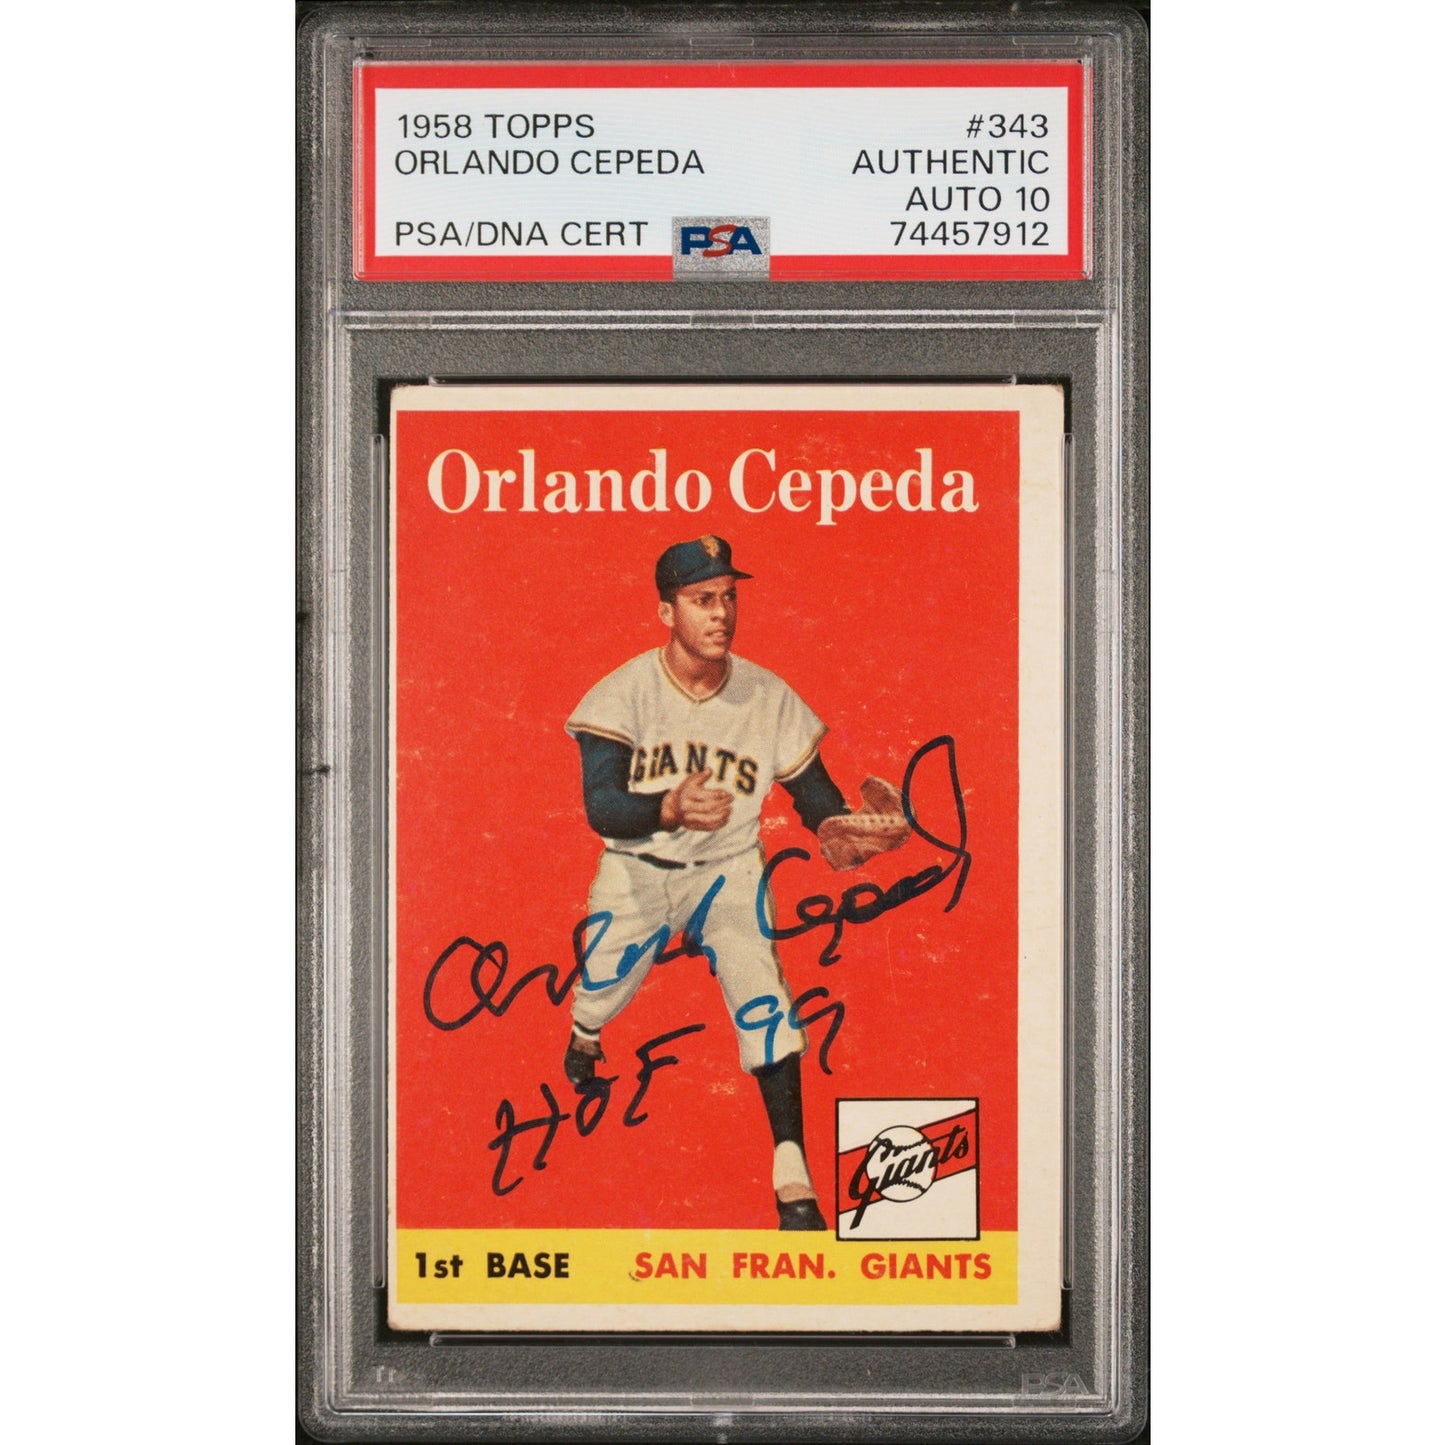 1958 TOPPS #343
ORLANDO CEPEDA AUTHENTIC
AUTO 10
PSA/DNA CERT PSA 74457912
Orlando Cepeda
GIANTS
Orlando Cepeda
HOF 99
Giants
1st BASE SAN FRAN. GIANTS
PSA